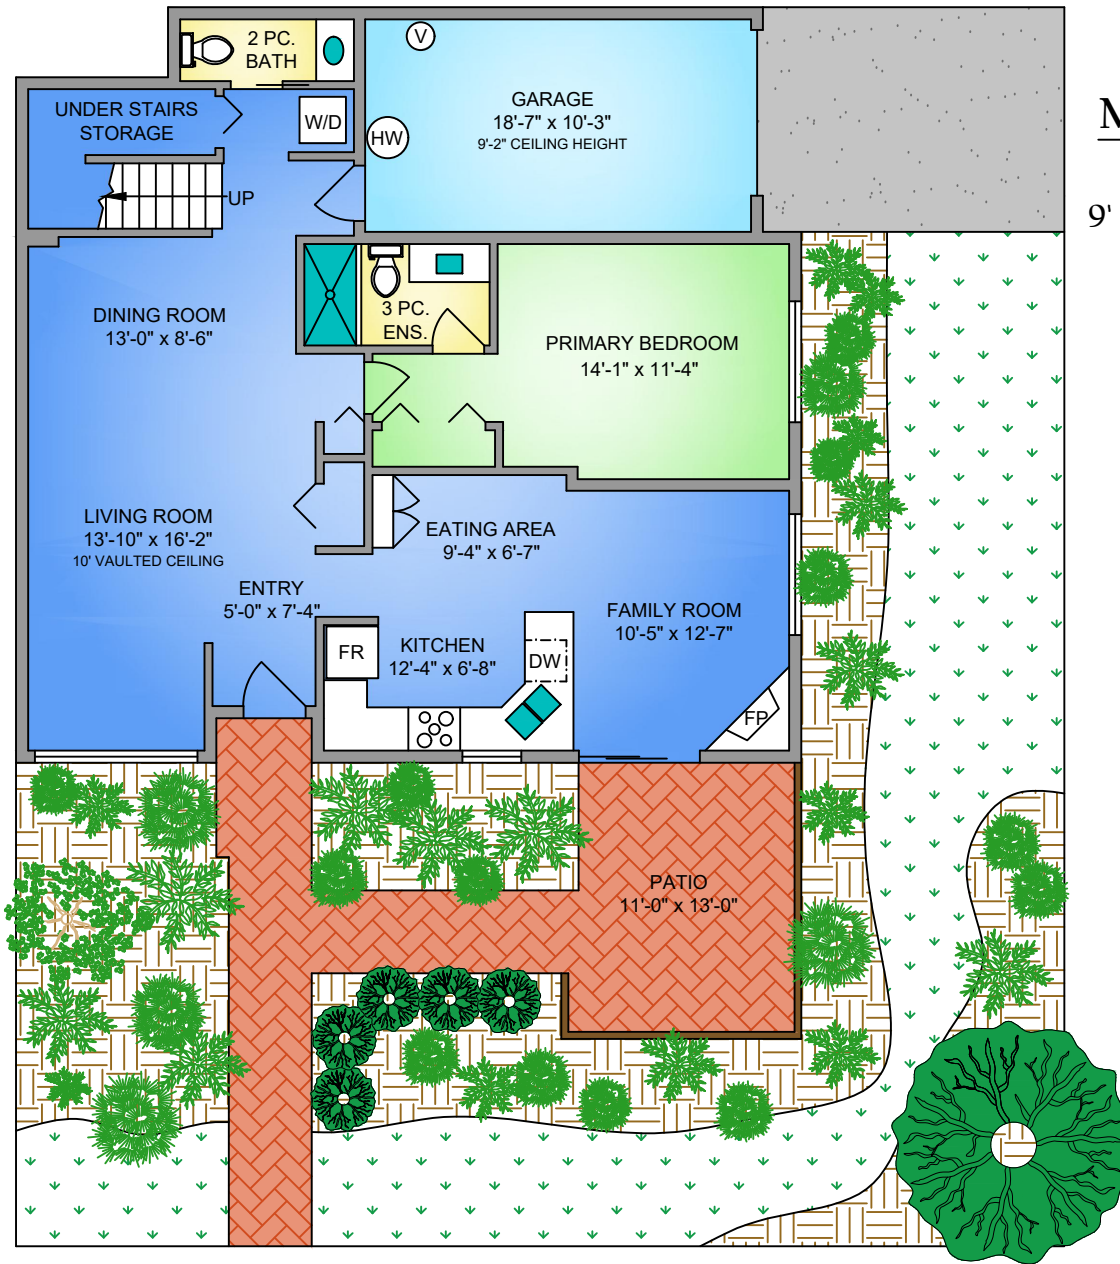 2 PC.
BATH
V
GARAGE
18'-7" x 10'-3"
9'-2" CEILING HEIGHT
UNDER STAIRS
STORAGE
W/D
HW
UP
M
9'
DINING ROOM
13'-0" x 8'-6"
3 PC.
ENS.
PRIMARY BEDROOM
14'-1" x 11'-4"
LIVING ROOM
13'-10" x 16'-2"
10' VAULTED CEILING
EATING AREA
9'-4" x 6'-7"
ENTRY
5'-0" x 7'-4"
FAMILY ROOM
10'-5" x 12'-7"
FR
KITCHEN
12'-4" x 6'-8"
DW
FP
PATIO
11'-0" x 13'-0"